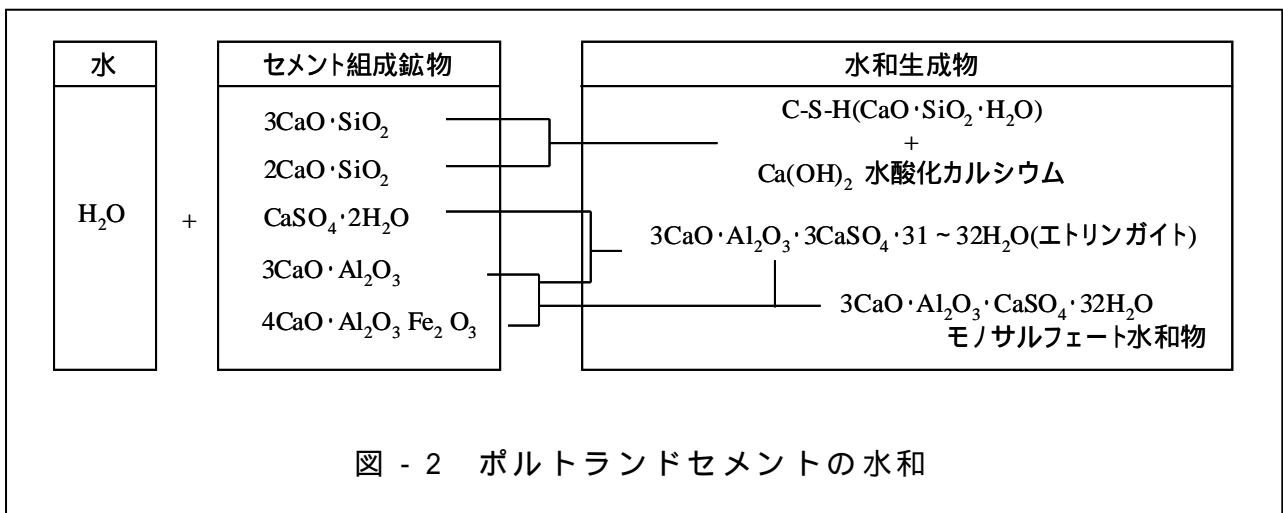 水
セメント組成鉱物
水和生成物
H₂O
+
3CaO·SiO₂
2CaO·SiO₂
CaSO₄·2H₂O
3CaO·Al₂O₃
4CaO·Al₂O₃ Fe₂ O₃
C-S-H(CaO·SiO₂·H₂O)
+
Ca(OH)₂ 水酸化カルシウム
3CaO·Al₂O₃·3CaSO₄·31 ~ 32H₂O(エトリンガイト)
3CaO·Al₂O₃·CaSO₄·32H₂O
モノサルフェート水和物
図 - 2 ポルトランドセメントの水和